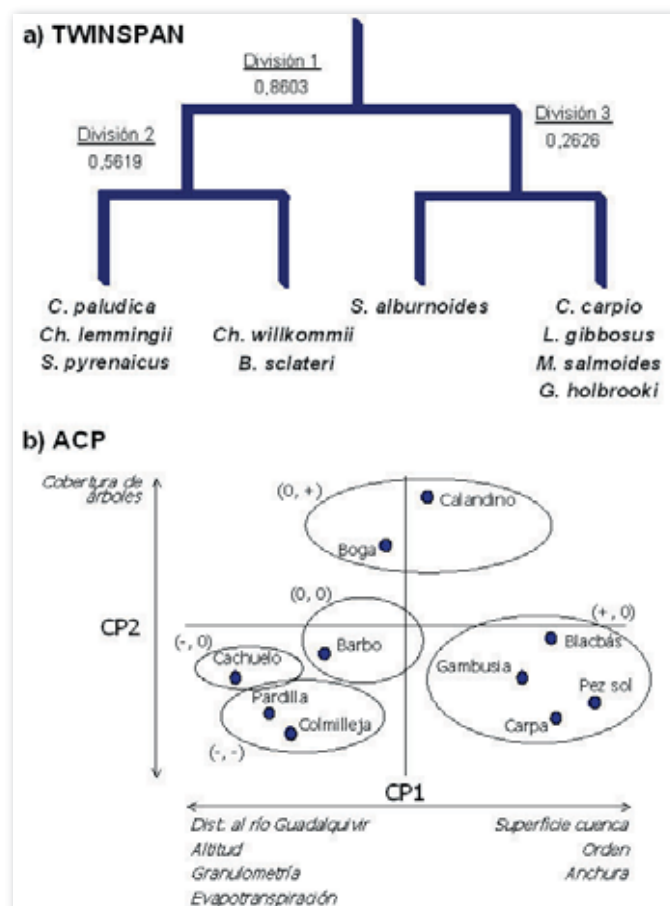 a) TWINSPAN
División 1
0,8603
División 2
0,5619
División 3
0,2626
C. paludica
Ch. lemmingii
S. pyrenaicus
Ch. willkommii
B. sclateri
S. alburnoides
C. carpio
L. gibbosus
M. salmoides
G. holbrooki
b) ACP
Cobertura de
árboles
CP2
(0, +)
Calandino
Boga
(0, 0)
Barbo
(-, 0)
Cachuelo
Pardilla
Colmilleja
(-, -)
(+, 0)
Blacbás
Gambusia
Pez sol
Carpa
CP1
Dist. al río Guadalquivir
Altitud
Granulometría
Evapotranspiración
Superficie cuenca
Orden
Anchura